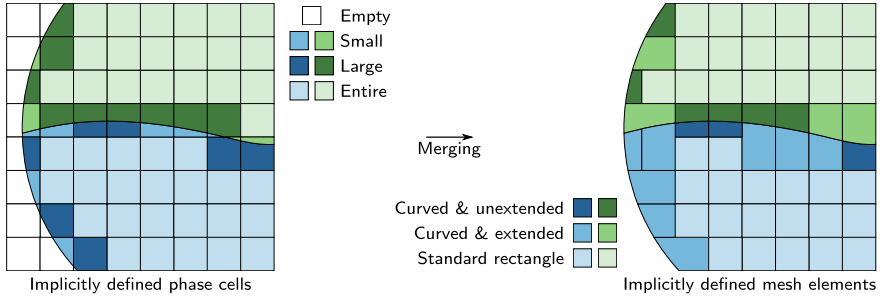 Empty
Small
Large
Entire
Merging
Curved & unextended
Curved & extended
Standard rectangle
Implicitly defined phase cells
Implicitly defined mesh elements